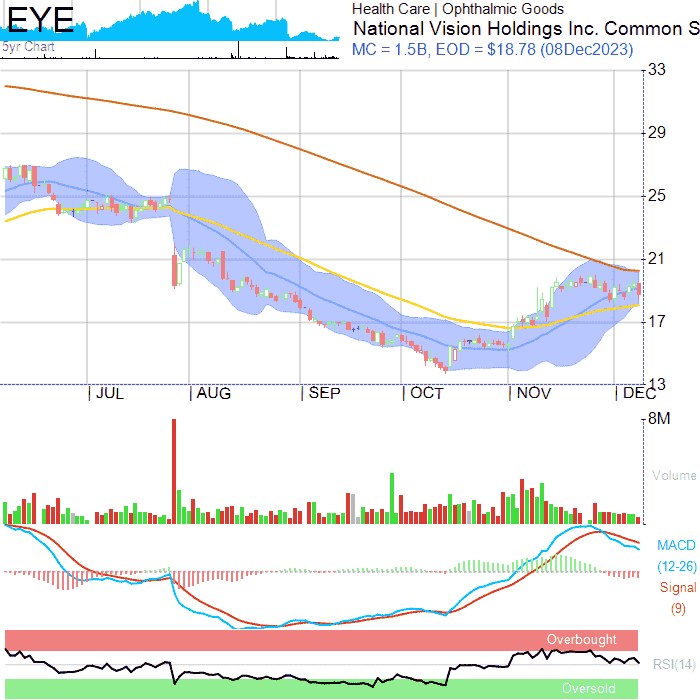 EYE
5yr Chart
Health Care | Ophthalmic Goods
National Vision Holdings Inc. Common S
MC = 1.5B, EOD = $18.78 (08Dec2023)
33
29
25
21
17
13
JUL AUG SEP OCT NOV DEC
8M
Volume
MACD
(12-26)
Signal
(9)
Overbought
RSI(14)
Oversold